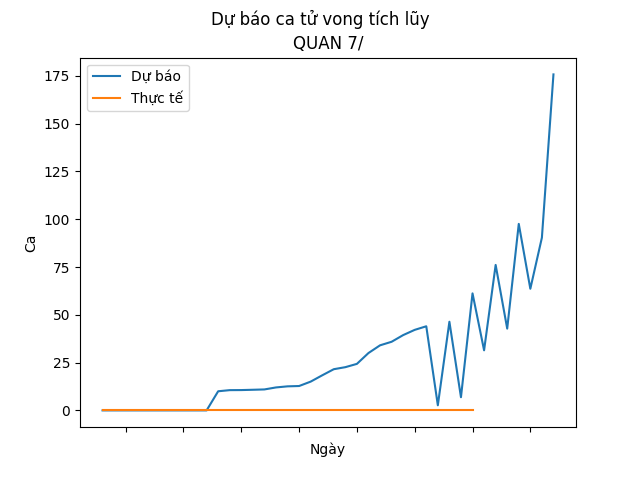 Dự báo ca tử vong tích lũy
QUAN 7/
Dự báo
Thực tế
175
150
125
100
75
50
25
0
Ca
Ngày